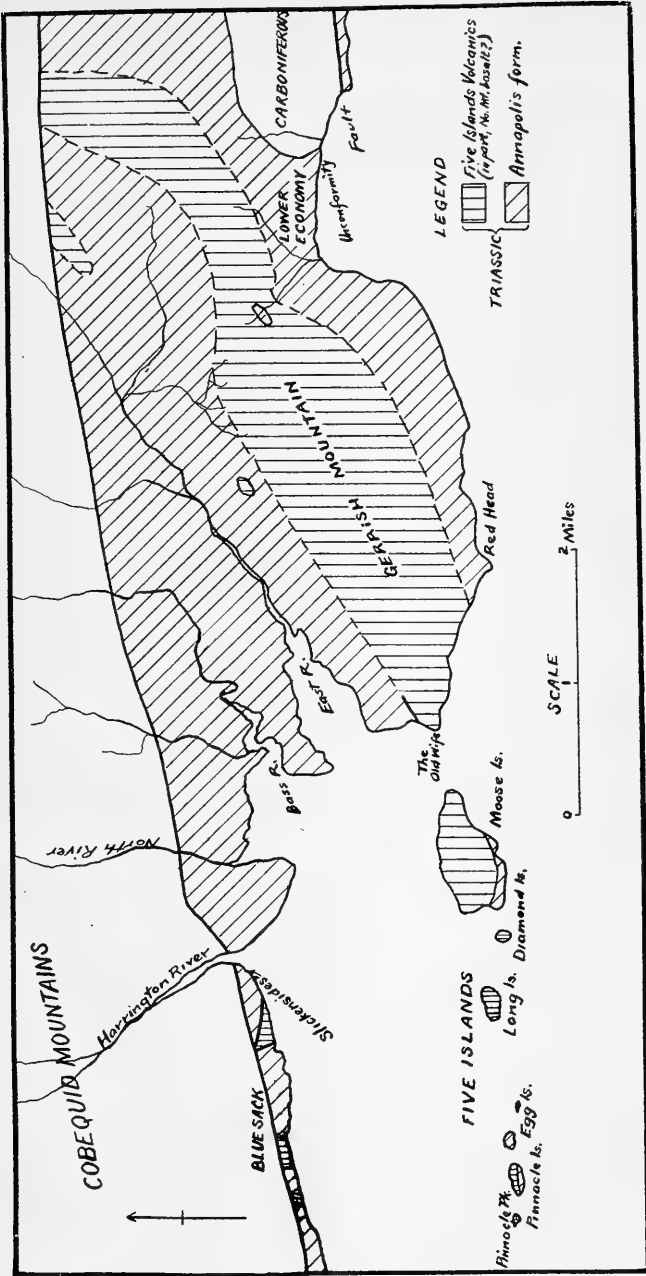 COBEQUID MOUNTAINS
Harrington River
North River
Bass R.
East R.
BLUE SACK
Slickensides
GERRISH MOUNTAIN
LOWER
ECONOMY
CARBONIFEROUS
Unconformity
Fault
Red Head
The
Old Wife
Moose Is.
Diamond Is.
FIVE ISLANDS
Long Is.
Egg Is.
Pinnacle Is.
Pinnacle Pk.
SCALE
0 1 2 Miles
LEGEND
TRIASSIC
Five Islands Volcanics
(in part, No. Mt. basalt?)
Annapolis form.